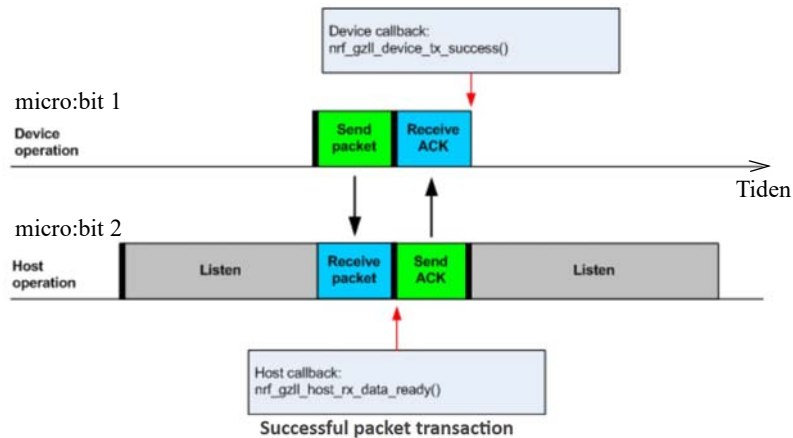 Device callback:
nrf_gzll_device_tx_success()
micro:bit 1
Device
operation
Send
packet
Receive
ACK
Tiden
micro:bit 2
Host
operation
Listen
Receive
packet
Send
ACK
Listen
Host callback:
nrf_gzll_host_rx_data_ready()
Successful packet transaction